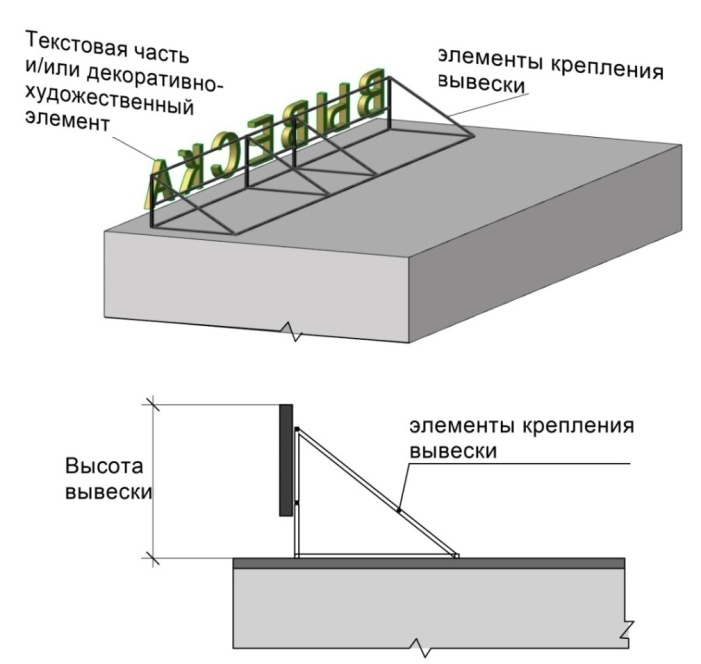 Текстовая часть
и/или декоративно-
художественный
элемент
элементы крепления
вывески
ВЫВЕСКА
элементы крепления
вывески
Высота
вывески